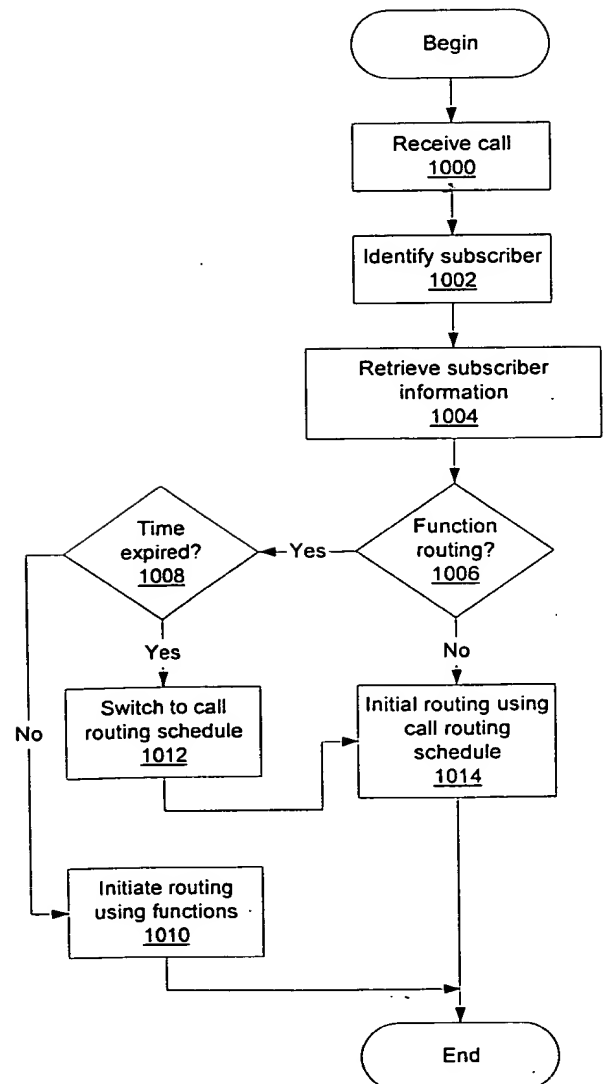 Begin
Receive call
1000
Identify subscriber
1002
Retrieve subscriber
information
1004
Function
routing?
1006
Yes
Time
expired?
1008
Yes
No
No
Switch to call
routing schedule
1012
Initial routing using
call routing
schedule
1014
Initiate routing
using functions
1010
End